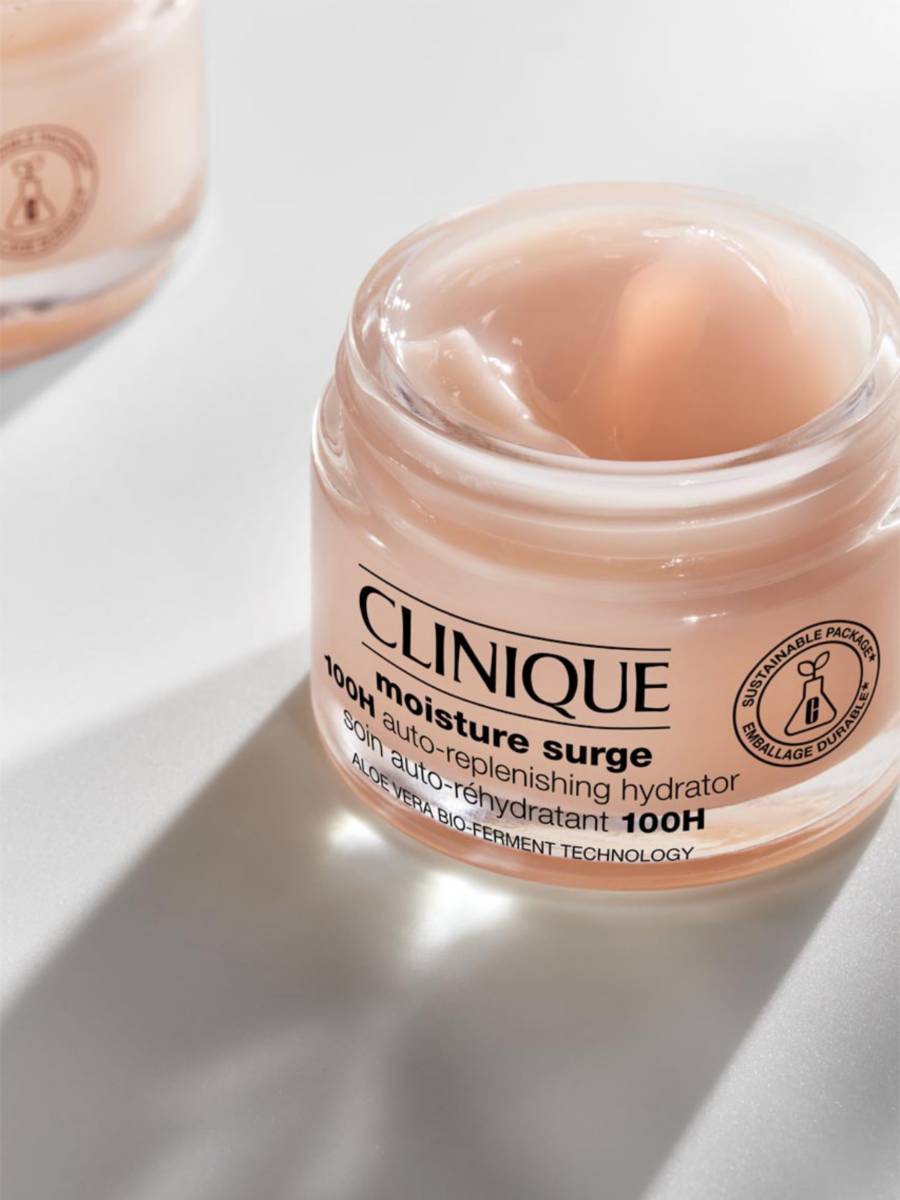 CLINIQUE
moisture surge
100H auto-replenishing hydrator
soin auto-réhydratant 100H
ALOE VERA BIO-FERMENT TECHNOLOGY
SUSTAINABLE PACKAGE*
EMBALLAGE DURABLE*
C